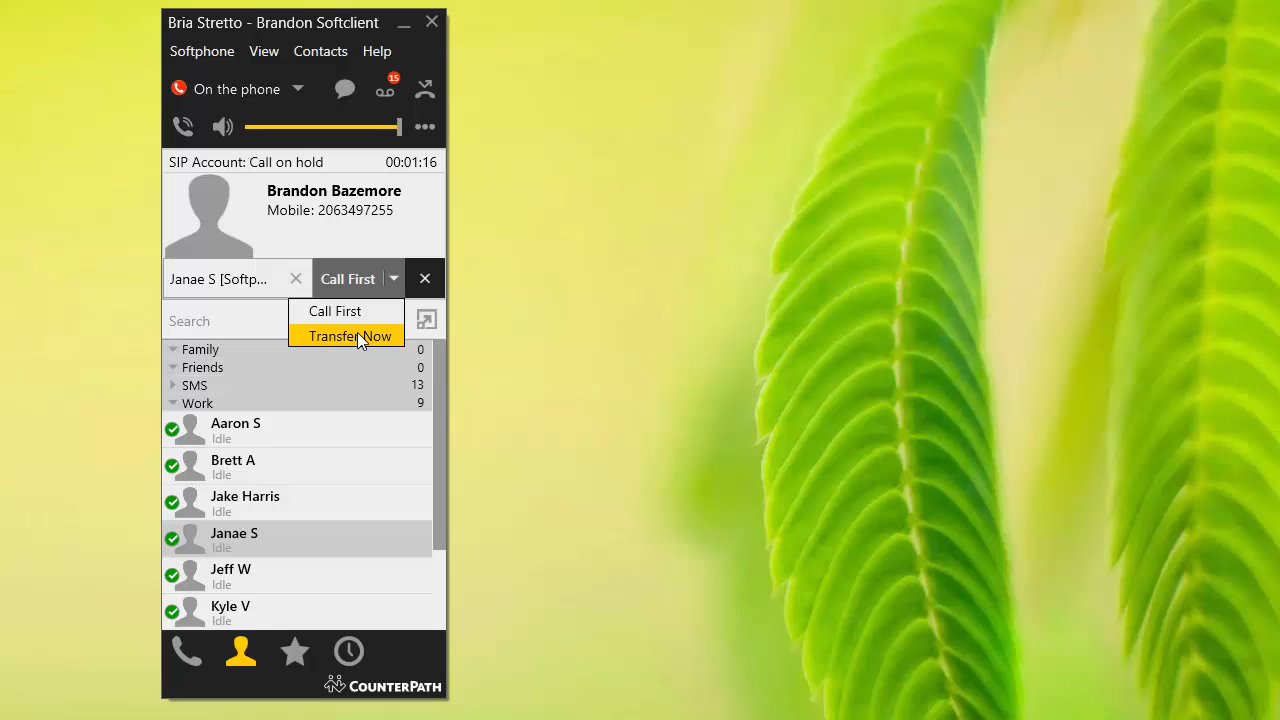 Bria Stretto - Brandon Softclient
Softphone View Contacts Help
On the phone 15
SIP Account: Call on hold 00:01:16
Brandon Bazemore
Mobile: 2063497255
Janae S [Softp... Call First
Call First
Search
Transfer Now
Family 0
Friends 0
SMS 13
Work 9
Aaron S
Idle
Brett A
Idle
Jake Harris
Idle
Janae S
Idle
Jeff W
Idle
Kyle V
Idle
COUNTERPATH